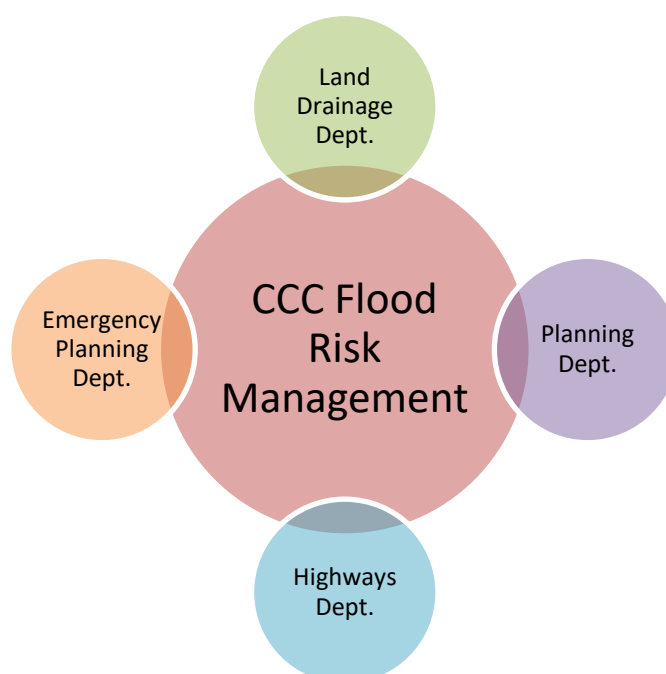 Land
Drainage
Dept.
CCC Flood
Risk
Management
Emergency
Planning
Dept.
Planning
Dept.
Highways
Dept.